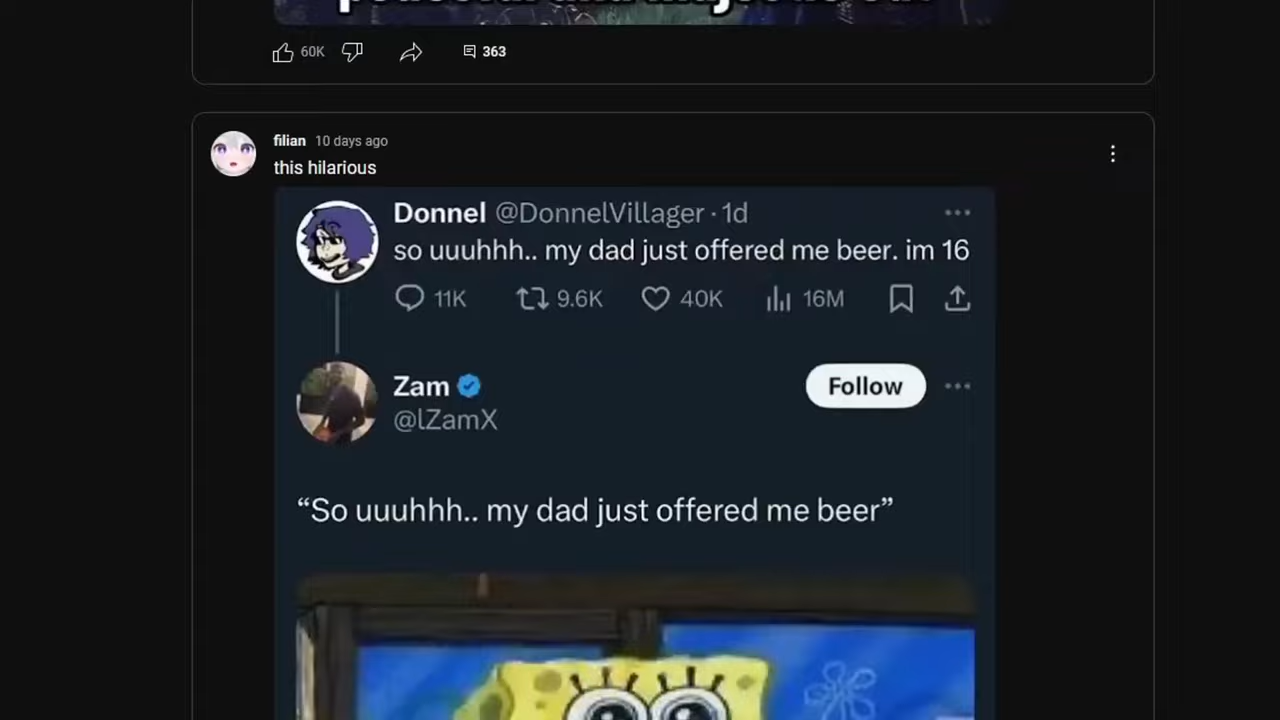 60K
363
filian 10 days ago
this hilarious
Donnel @DonnelVillager · 1d
so uuuhhh.. my dad just offered me beer. im 16
11K 9.6K 40K 16M
Zam
Follow
@lZamX
“So uuuhhh.. my dad just offered me beer”